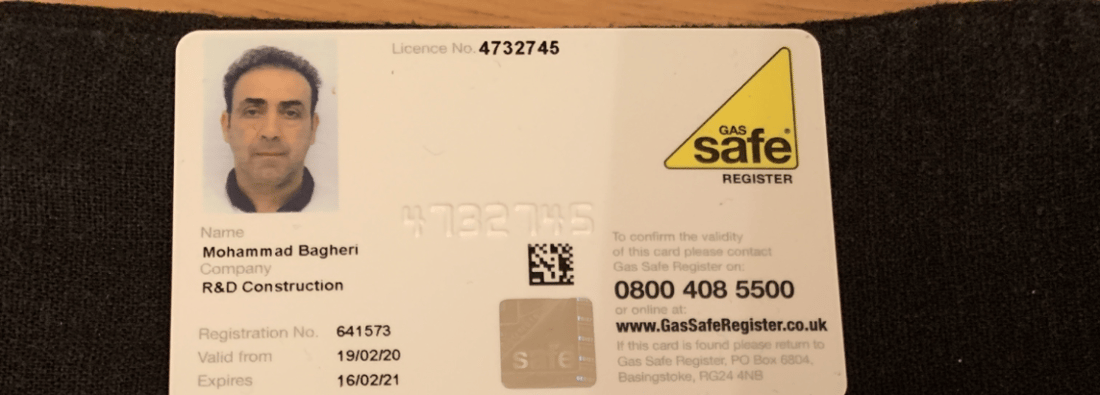 Licence No. 4732745
GAS
safe
REGISTER
4732745
Name
Mohammad Bagheri
Company
R&D Construction
Registration No. 641573
Valid from 19/02/20
Expires 16/02/21
safe
To confirm the validity
of this card please contact
Gas Safe Register on:
0800 408 5500
or online at:
www.GasSafeRegister.co.uk
If this card is found please return to
Gas Safe Register, PO Box 6804,
Basingstoke, RG24 4NB